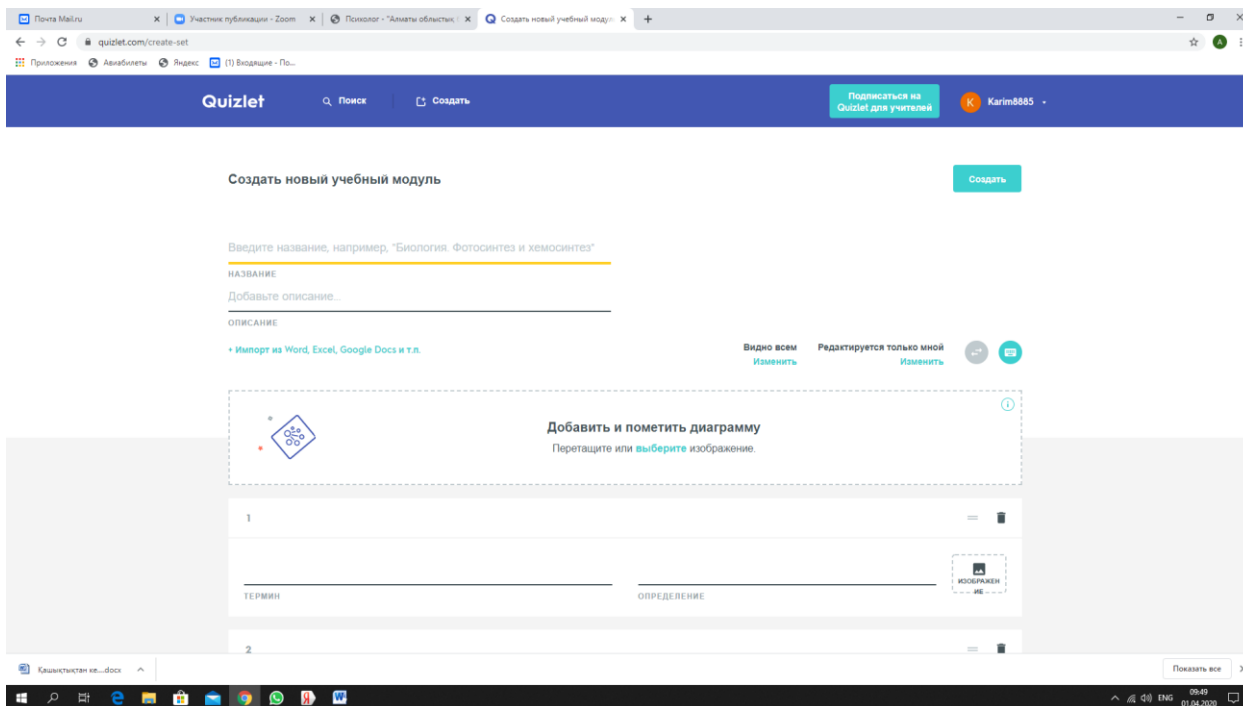 Почта Mail.ru
Участник публикации - Zoom
Психолог - "Алматы облыстық
Создать новый учебный модул
quizlet.com/create-set
A
Приложения
Авиабилеты
Яндекс
(1) Входящие - По...
Quizlet
Поиск
Создать
Подписаться на
Quizlet для учителей
K
Karim8885
Создать новый учебный модуль
Создать
Введите название, например, "Биология. Фотосинтез и хемосинтез"
НАЗВАНИЕ
Добавьте описание...
ОПИСАНИЕ
+ Импорт из Word, Excel, Google Docs и т.п.
Видно всем
Изменить
Редактируется только мной
Изменить
Добавить и пометить диаграмму
Перетащите или выберите изображение.
1
ТЕРМИН
ОПРЕДЕЛЕНИЕ
ИЗОБРАЖЕН
ИЕ
2
Қашықтықтан ке....docx
Показать все
ENG
09:49
01.04.2020